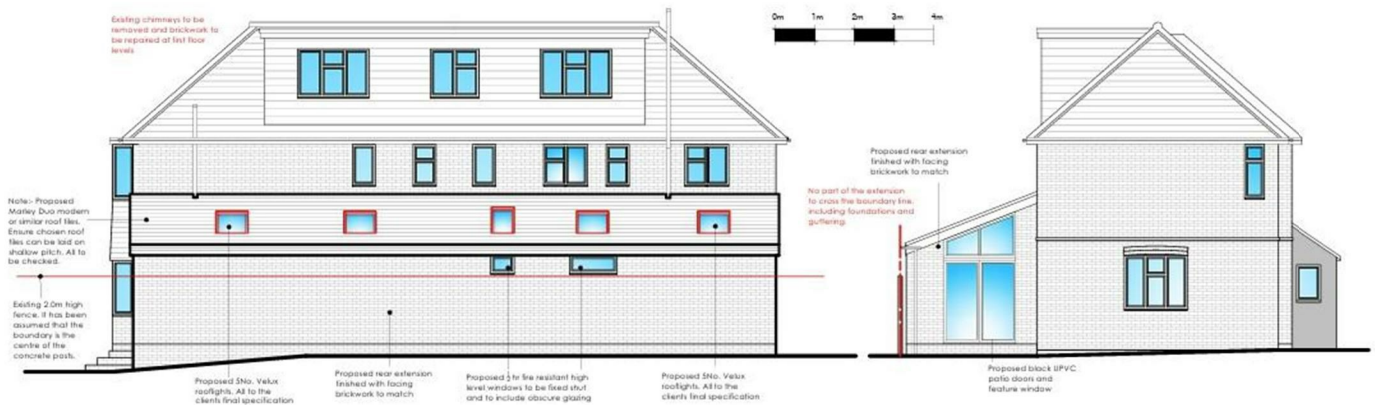 Existing chimneys to be
removed and brickwork to
be repaired at first floor
levels
0m 1m 2m 3m 4m
Note:- Proposed
Marley Duo modern
or similar roof tiles.
Ensure chosen roof
tiles can be laid on
shallow pitch. All to
be checked.
Existing 2.0m high
fence. It has been
assumed that the
boundary is the
centre of the
concrete posts.
Proposed 5No. Velux
rooflights. All to the
clients final specification
Proposed rear extension
finished with facing
brickwork to match
Proposed ½hr fire resistant high
level windows to be fixed shut
and to include obscure glazing
Proposed 5No. Velux
rooflights. All to the
clients final specification
Proposed rear extension
finished with facing
brickwork to match
No part of the extension
to cross the boundary line,
including foundations and
guttering.
Proposed black UPVC
patio doors and
feature window